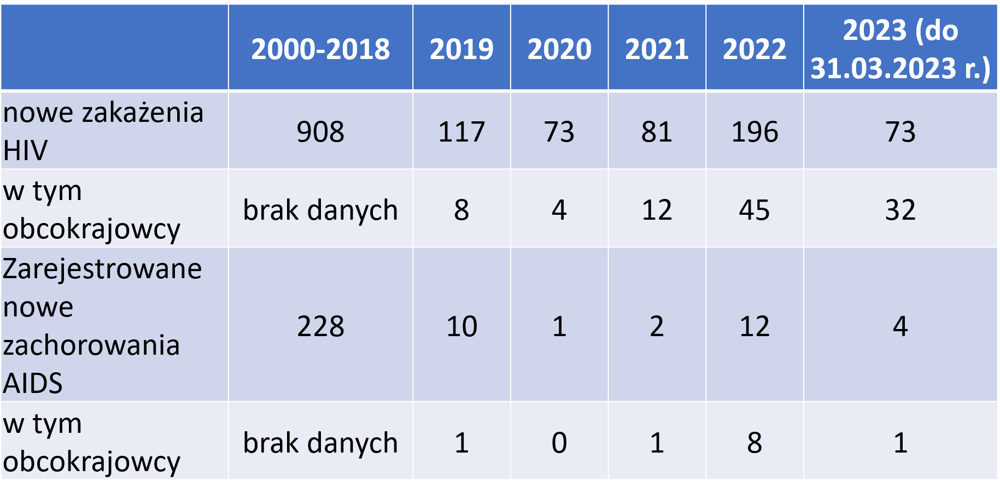 2000-2018 2019 2020 2021 2022 2023 (do
31.03.2023 r.)
nowe zakażenia
HIV
908 117 73 81 196 73
w tym
obcokrajowcy
brak danych 8 4 12 45 32
Zarejestrowane
nowe
zachorowania
AIDS
228 10 1 2 12 4
w tym
obcokrajowcy
brak danych 1 0 1 8 1